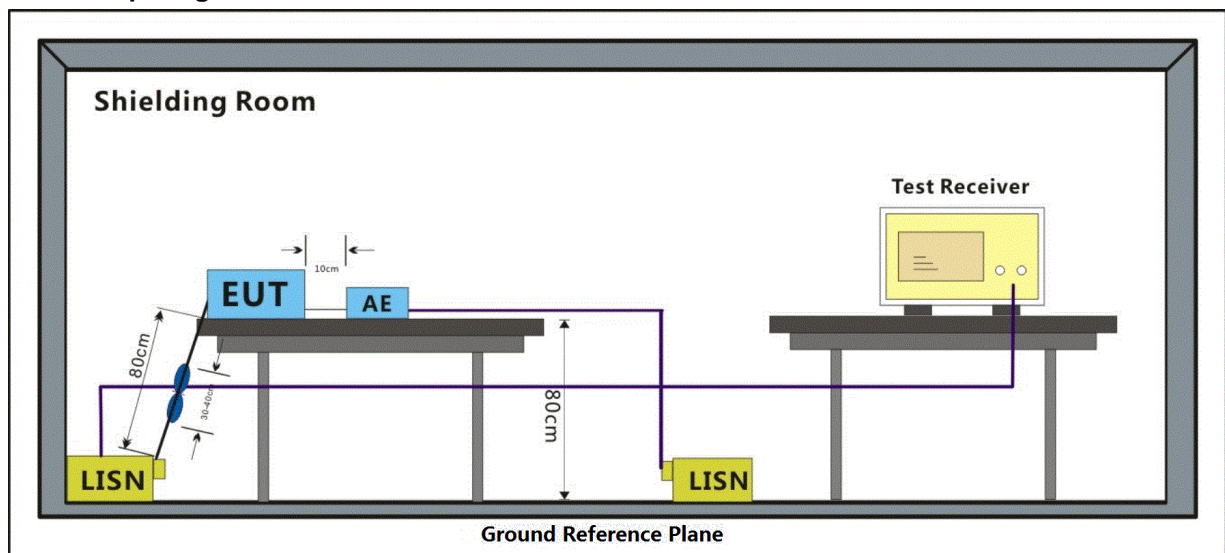 Shielding Room
Test Receiver
10cm
EUT
AE
80cm
30-40cm
80cm
LISN
LISN
Ground Reference Plane